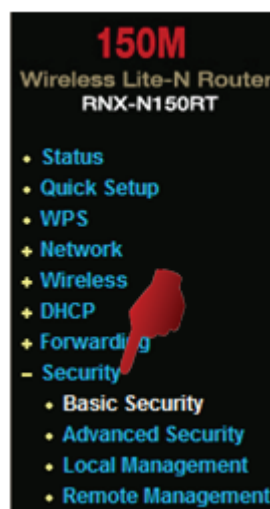 150M
Wireless Lite-N Router
RNX-N150RT
Status
Quick Setup
WPS
Network
Wireless
DHCP
Forwarding
Security
Basic Security
Advanced Security
Local Management
Remote Management